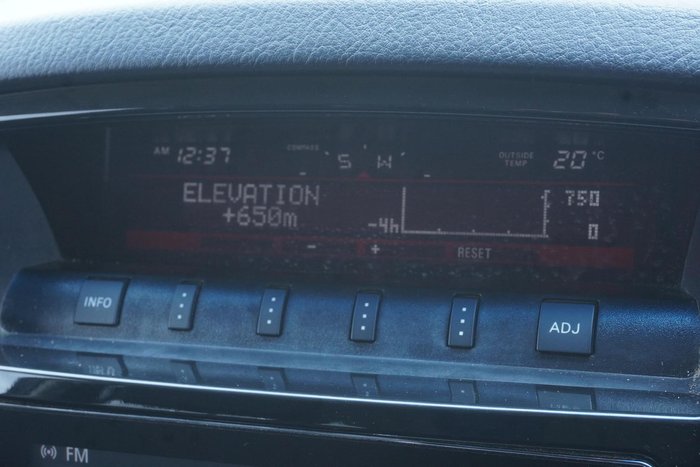 AM 12:37
COMPASS
S W
OUTSIDE
TEMP
20 °C
ELEVATION
+650m
-4h
750
0
- + RESET
INFO
ADJ
FM